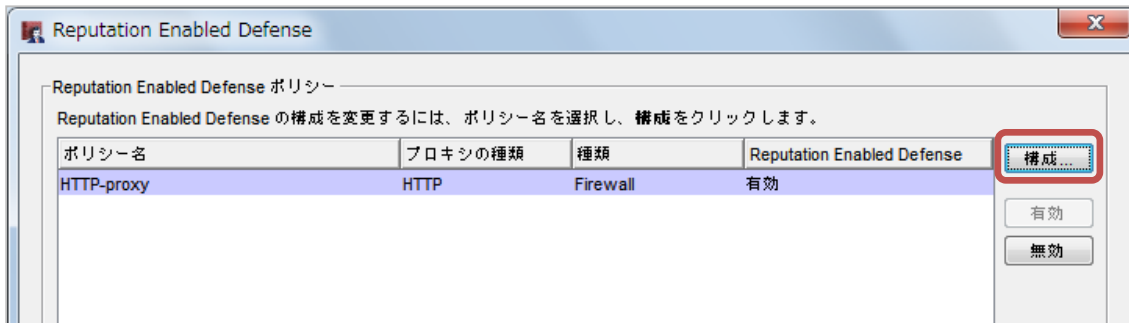 Reputation Enabled Defense
Reputation Enabled Defense ポリシー
Reputation Enabled Defense の構成を変更するには、ポリシー名を選択し、構成をクリックします。
ポリシー名 プロキシの種類 種類 Reputation Enabled Defense
HTTP-proxy HTTP Firewall 有効
構成...
有効
無効